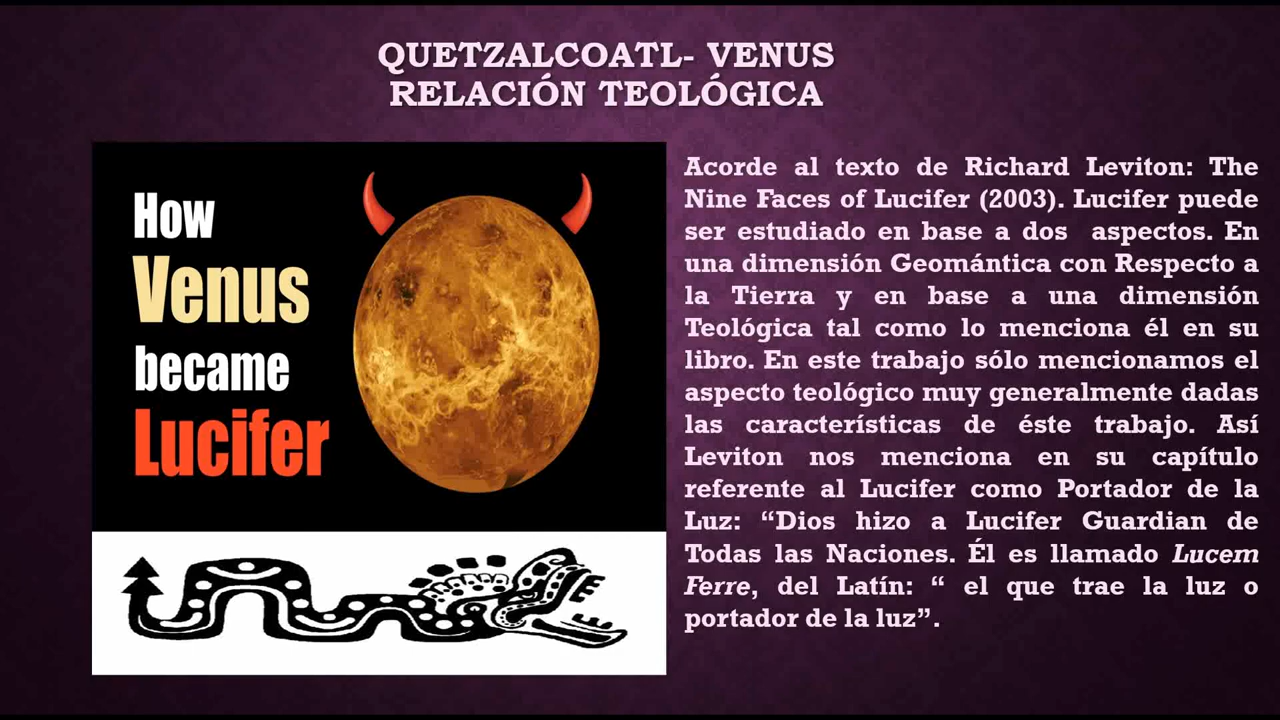 QUETZALCOATL- VENUS
RELACIÓN TEOLÓGICA
How
Venus
became
Lucifer
Acorde al texto de Richard Leviton: The
Nine Faces of Lucifer (2003). Lucifer puede
ser estudiado en base a dos aspectos. En
una dimensión Geomántica con Respecto a
la Tierra y en base a una dimensión
Teológica tal como lo menciona él en su
libro. En este trabajo sólo mencionamos el
aspecto teológico muy generalmente dadas
las características de éste trabajo. Así
Leviton nos menciona en su capítulo
referente al Lucifer como Portador de la
Luz: “Dios hizo a Lucifer Guardian de
Todas las Naciones. Él es llamado Lucem
Ferre, del Latín: “ el que trae la luz o
portador de la luz”.